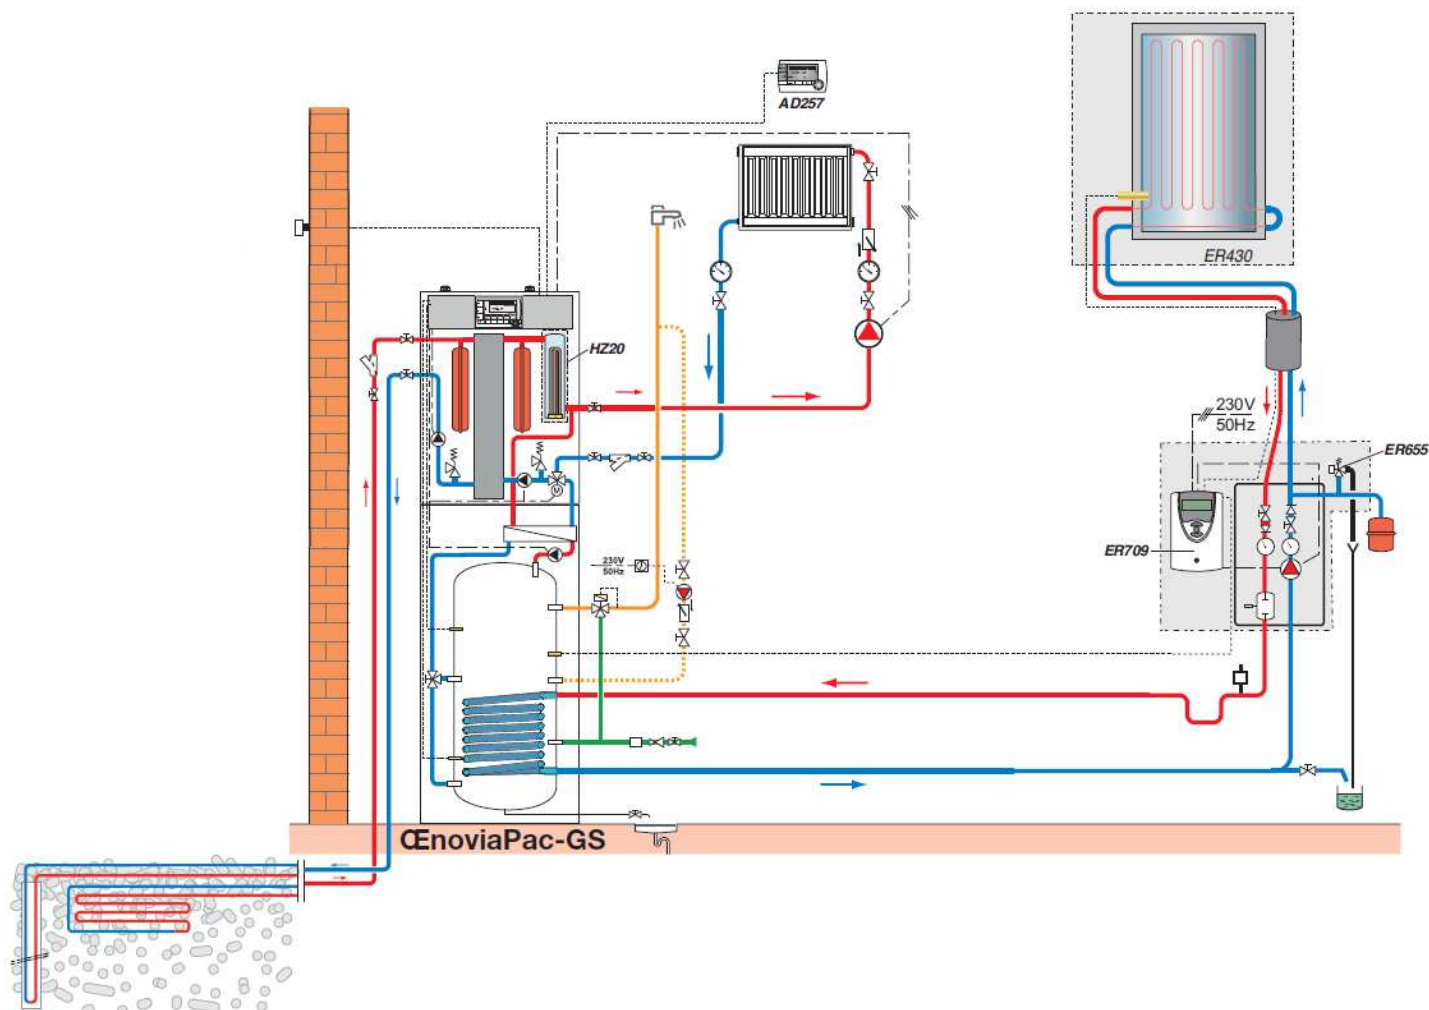 AD257
ER430
HZ20
230V
50Hz
ER655
ER709
230V
50Hz
M
ŒnoviaPac-GS